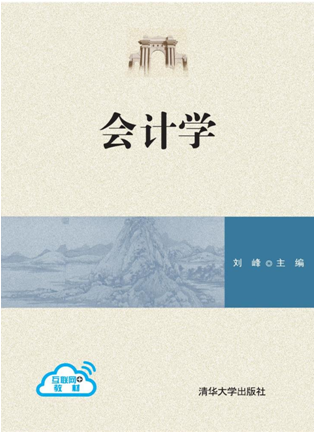 会计学
刘 峰 ◎ 主 编
互联网+
教 材
清华大学出版社